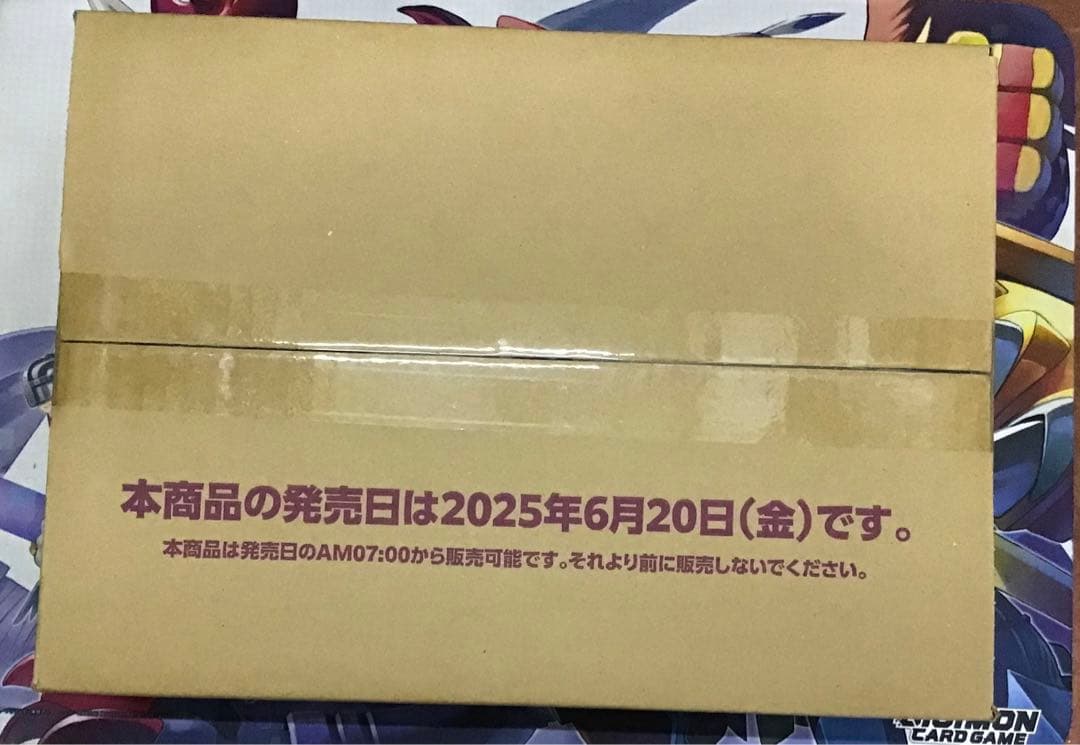 本商品の発売日は2025年6月20日(金)です。
本商品は発売日のAM07:00から販売可能です。それより前に販売しないでください。
DIGIMON
CARD GAME